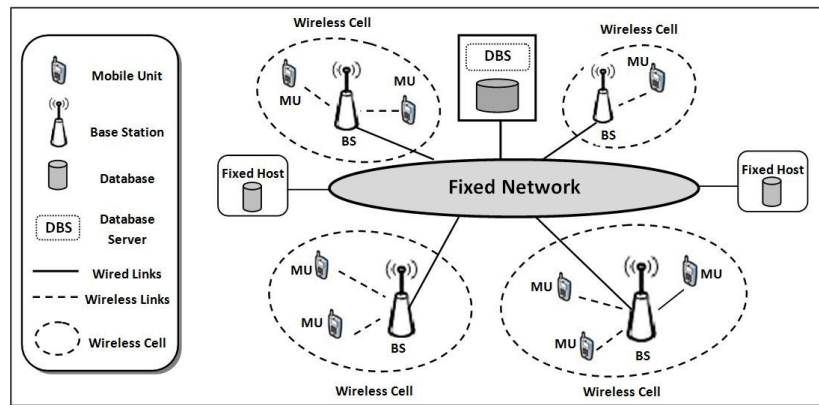 Mobile Unit
Base Station
Database
DBS
Database
Server
Wired Links
Wireless Links
Wireless Cell
Wireless Cell
MU
MU
BS
DBS
Wireless Cell
MU
BS
Fixed Host
Fixed Network
Fixed Host
MU
MU
BS
Wireless Cell
MU
MU
MU
BS
Wireless Cell